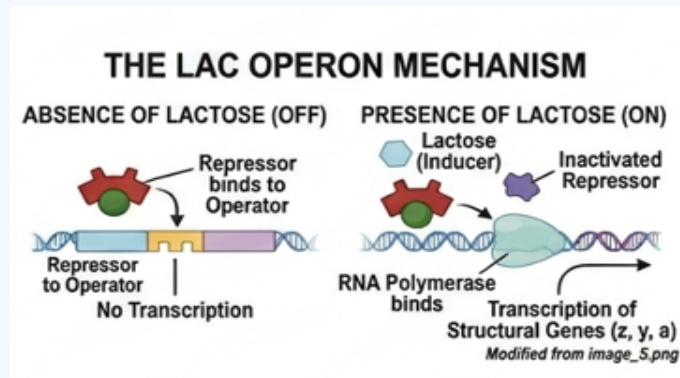 THE LAC OPERON MECHANISM
ABSENCE OF LACTOSE (OFF)
Repressor
binds to
Operator
Repressor
to Operator
No Transcription
PRESENCE OF LACTOSE (ON)
Lactose
(Inducer)
Inactivated
Repressor
RNA Polymerase
binds
Transcription of
Structural Genes (z, y, a)
Modified from image_5.png